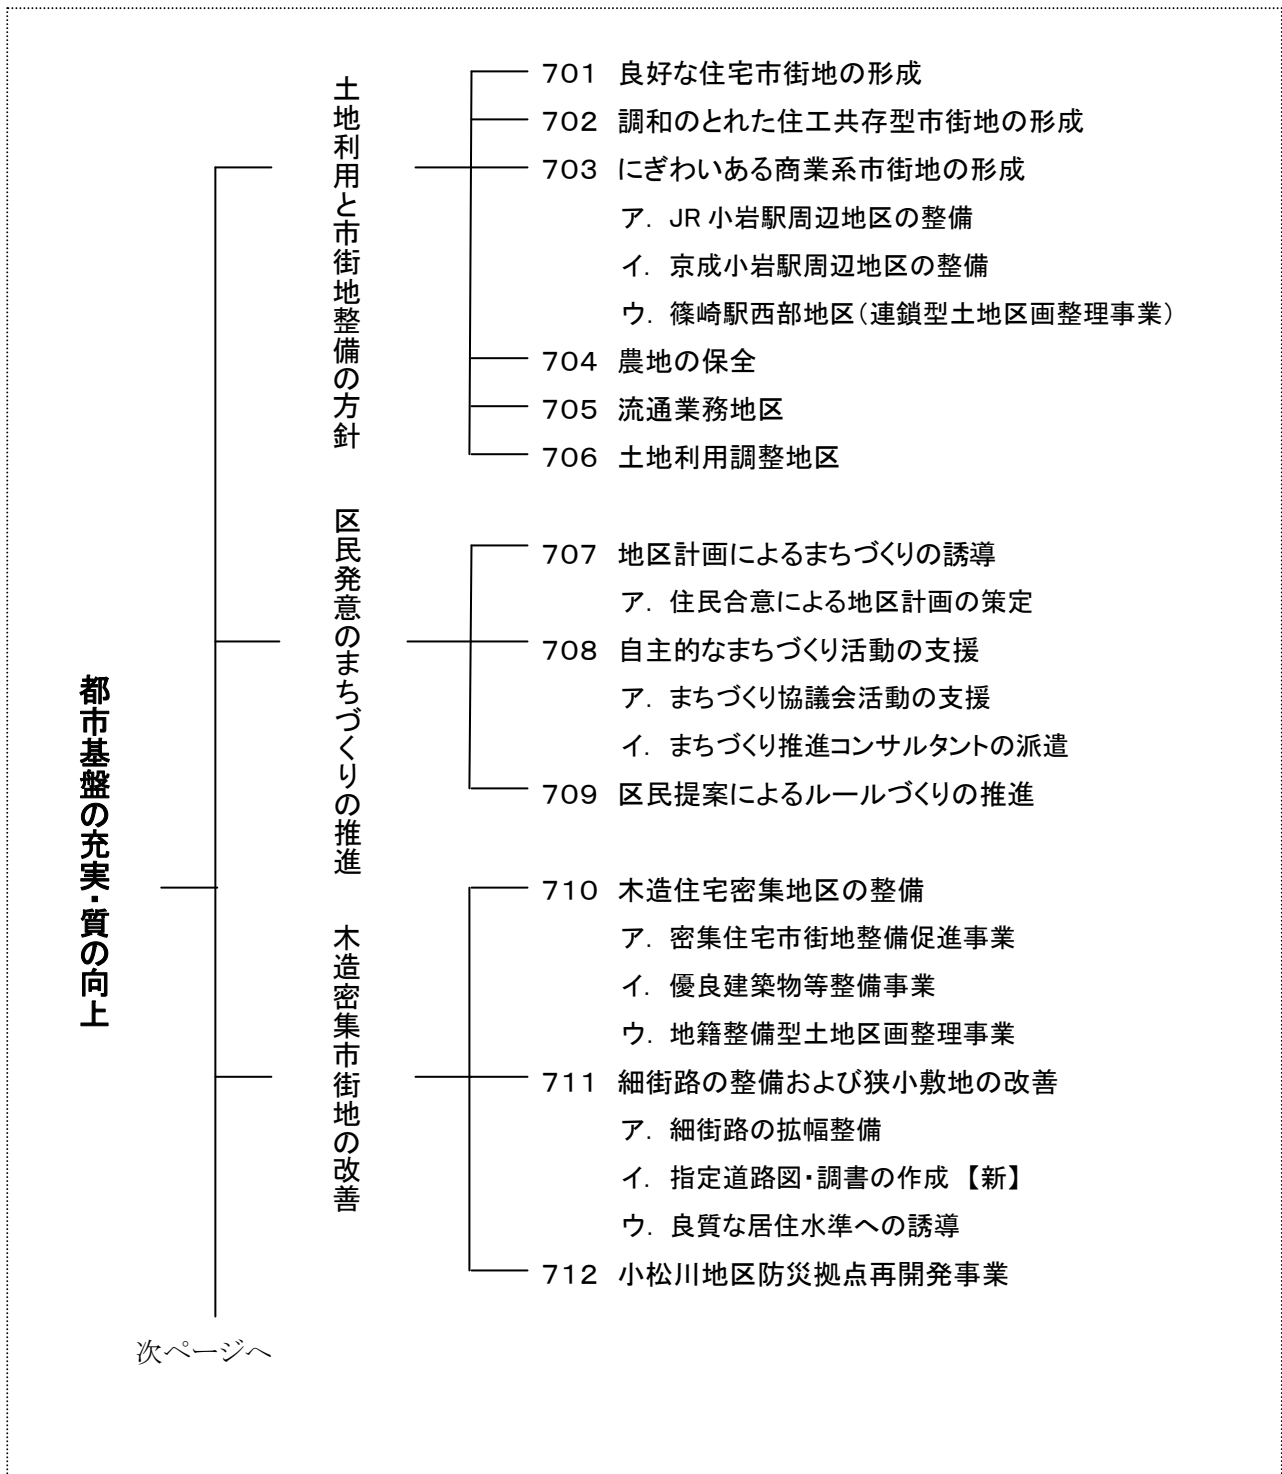 都市基盤の充実・質の向上
土地利用と市街地整備の方針
701 良好な住宅市街地の形成
702 調和のとれた住工共存型市街地の形成
703 にぎわいある商業系市街地の形成
ア. JR 小岩駅周辺地区の整備
イ. 京成小岩駅周辺地区の整備
ウ. 篠崎駅西部地区(連鎖型土地区画整理事業)
704 農地の保全
705 流通業務地区
706 土地利用調整地区
区民発意のまちづくりの推進
707 地区計画によるまちづくりの誘導
ア. 住民合意による地区計画の策定
708 自主的なまちづくり活動の支援
ア. まちづくり協議会活動の支援
イ. まちづくり推進コンサルタントの派遣
709 区民提案によるルールづくりの推進
木造密集市街地の改善
710 木造住宅密集地区の整備
ア. 密集住宅市街地整備促進事業
イ. 優良建築物等整備事業
ウ. 地籍整備型土地区画整理事業
711 細街路の整備および狭小敷地の改善
ア. 細街路の拡幅整備
イ. 指定道路図・調書の作成 【新】
ウ. 良質な居住水準への誘導
712 小松川地区防災拠点再開発事業
次ページへ